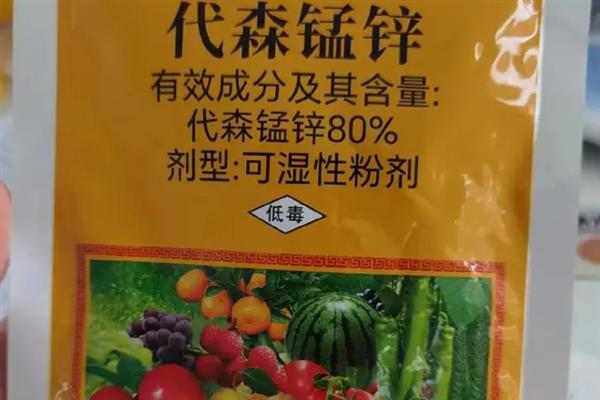 代森锰锌
有效成分及其含量:
代森锰锌80%
剂型:可湿性粉剂
低毒